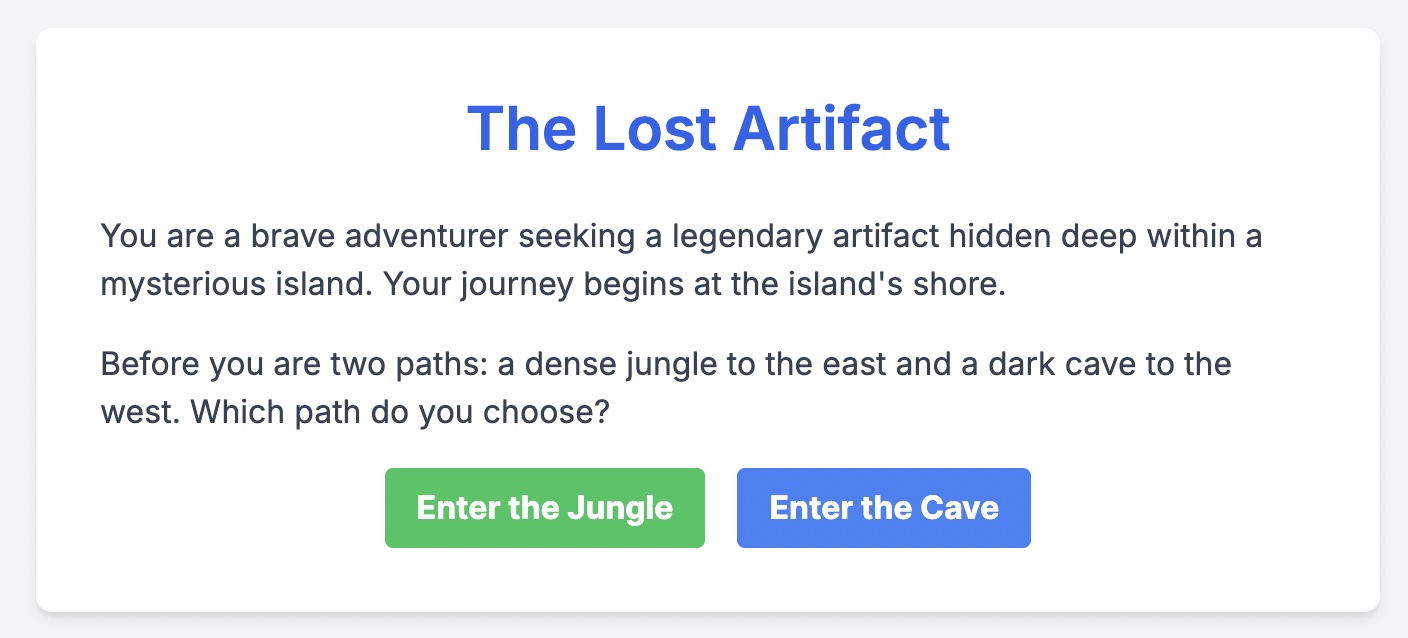 The Lost Artifact
You are a brave adventurer seeking a legendary artifact hidden deep within a
mysterious island. Your journey begins at the island's shore.
Before you are two paths: a dense jungle to the east and a dark cave to the
west. Which path do you choose?
Enter the Jungle
Enter the Cave